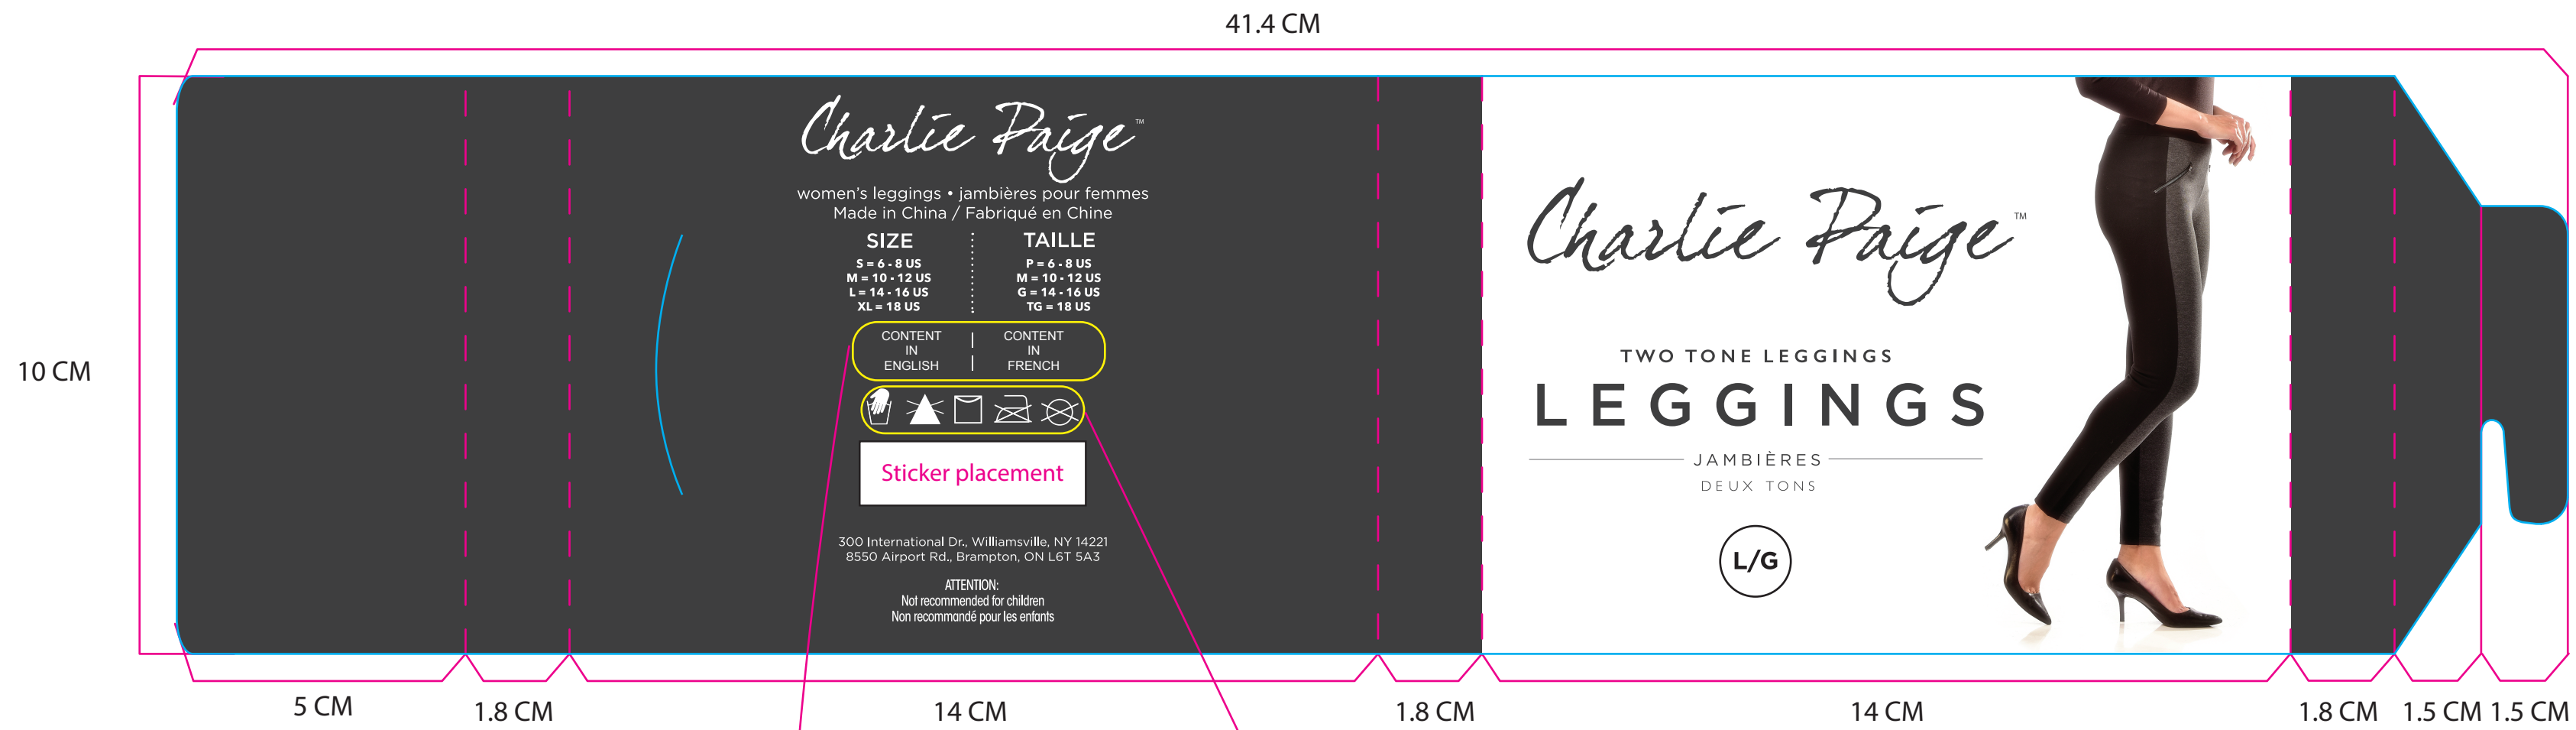 41.4 CM
10 CM
Charlie Paige™
women's leggings • jambières pour femmes
Made in China / Fabriqué en Chine
SIZE
S = 6 - 8 US
M = 10 - 12 US
L = 14 - 16 US
XL = 18 US
TAILLE
P = 6 - 8 US
M = 10 - 12 US
G = 14 - 16 US
TG = 18 US
CONTENT
IN
ENGLISH
CONTENT
IN
FRENCH
Sticker placement
300 International Dr., Williamsville, NY 14221
8550 Airport Rd., Brampton, ON L6T 5A3
ATTENTION:
Not recommended for children
Non recommandé pour les enfants
Charlie Paige™
TWO TONE LEGGINGS
LEGGINGS
JAMBIÈRES
DEUX TONS
L/G
5 CM
1.8 CM
14 CM
1.8 CM
14 CM
1.8 CM
1.5 CM
1.5 CM